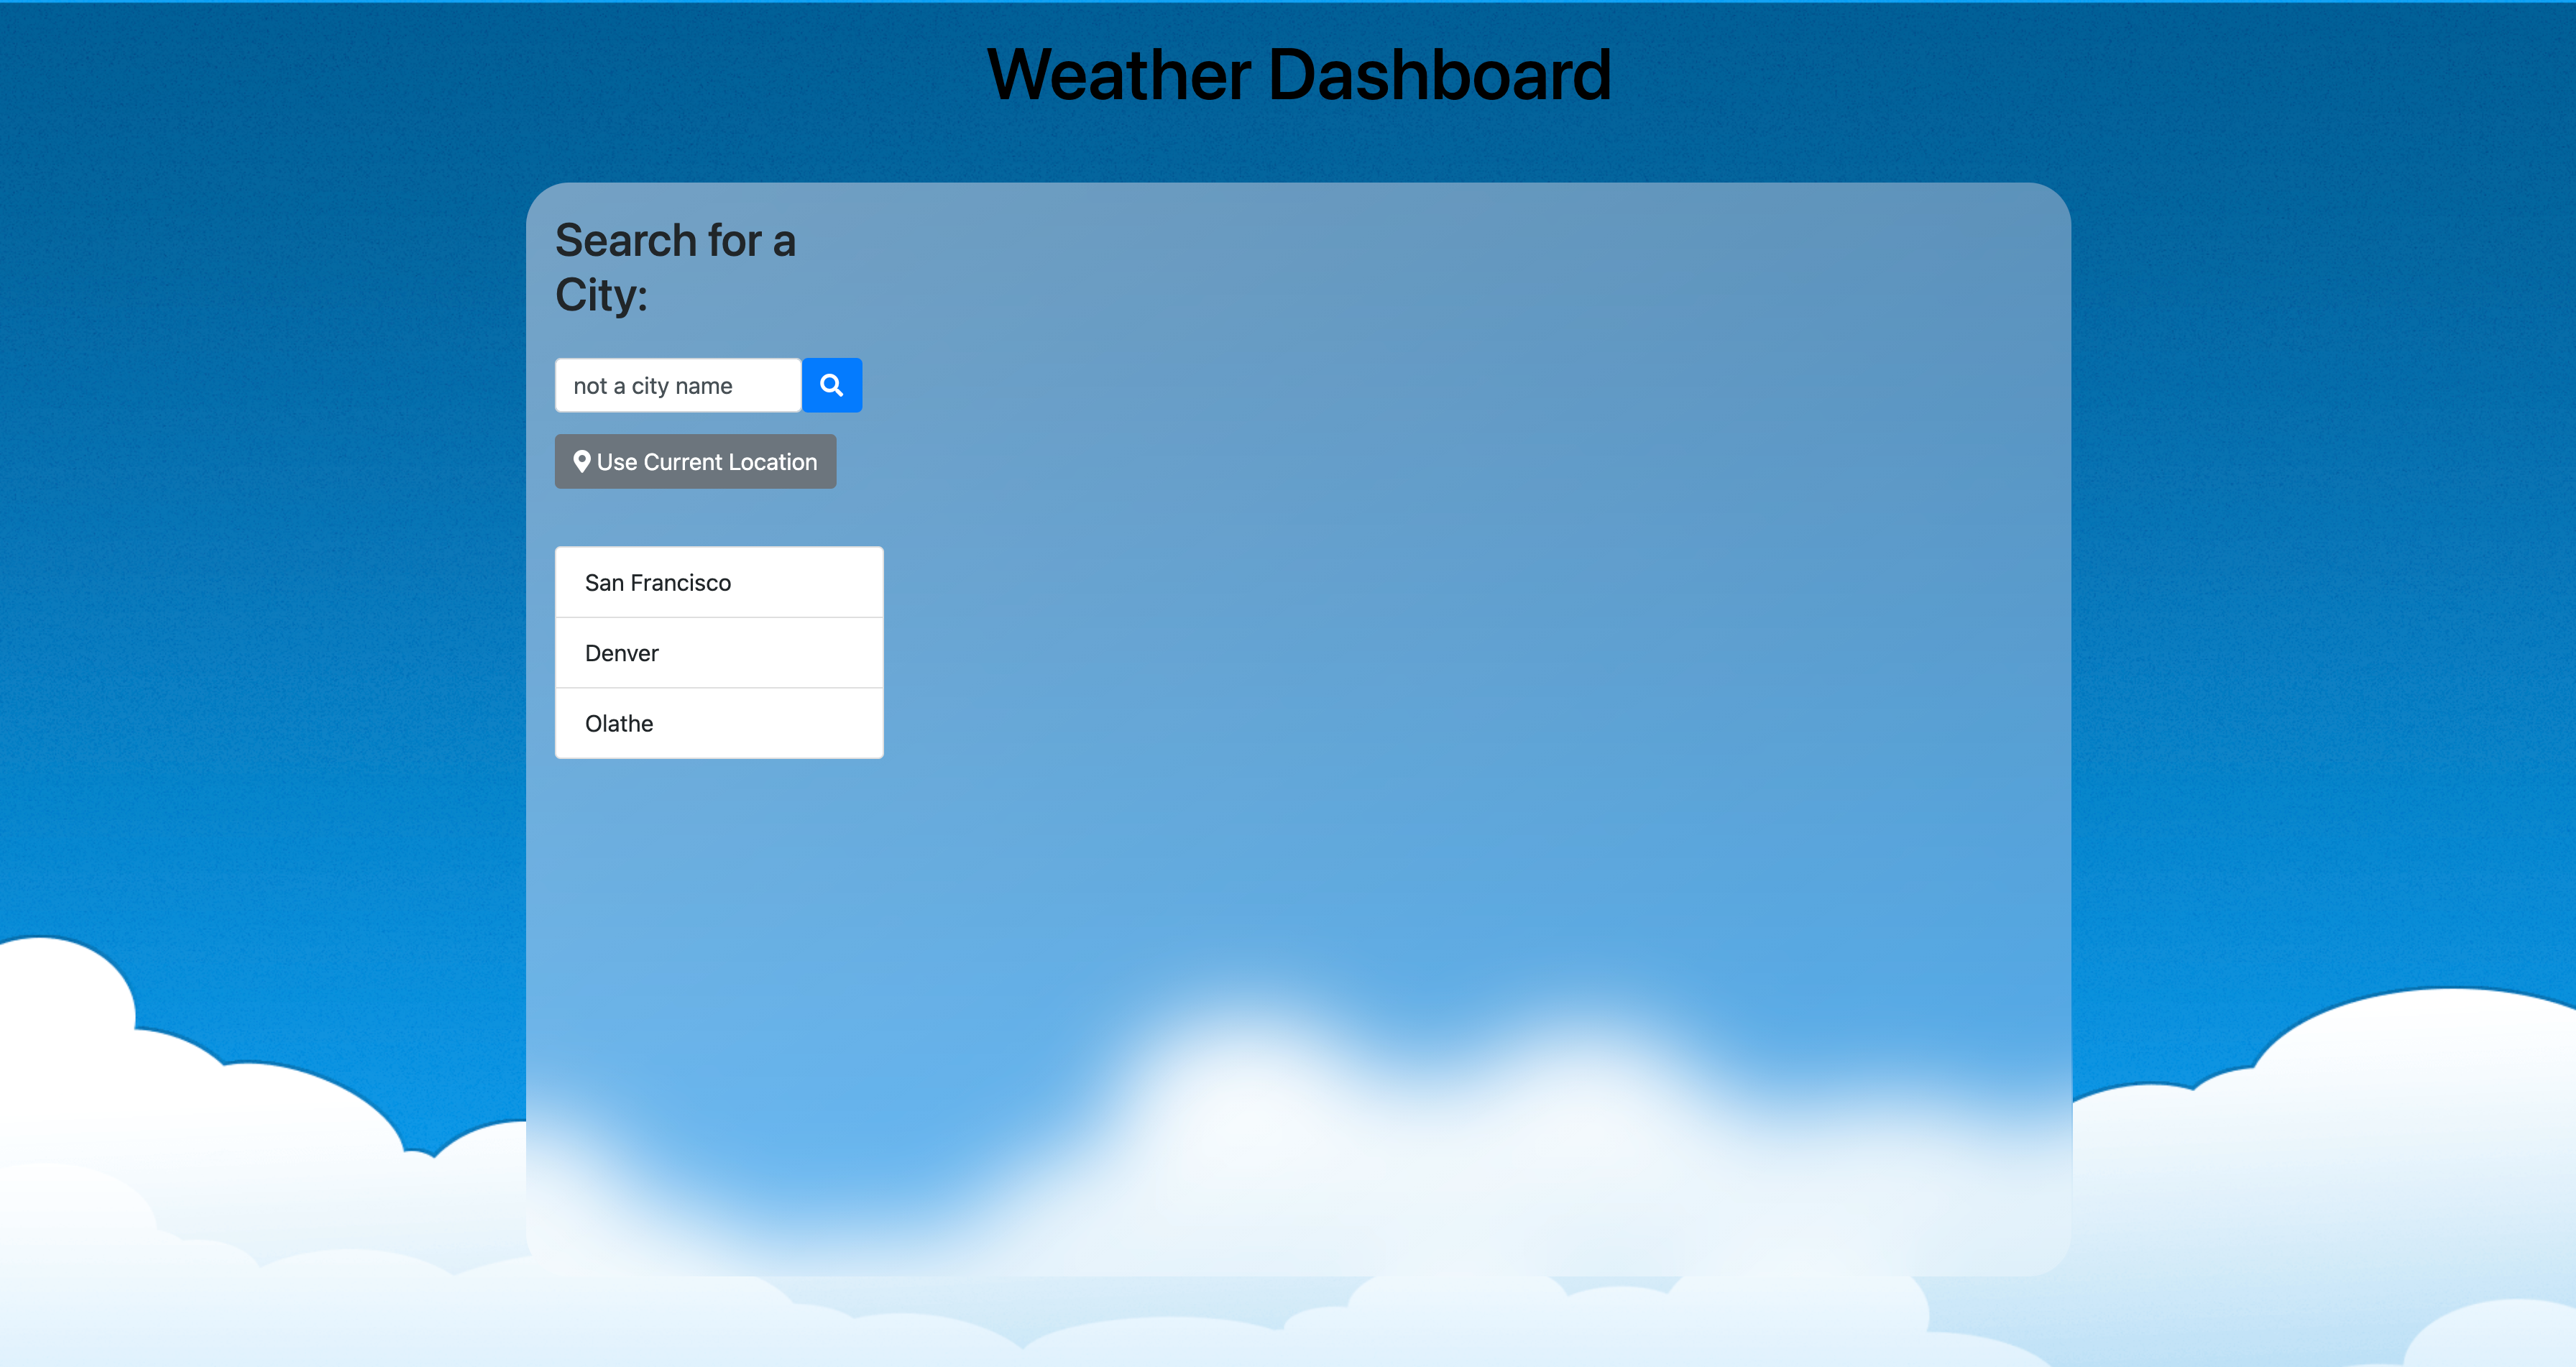 Weather Dashboard
Search for a
City:
not a city name
Use Current Location
San Francisco
Denver
Olathe